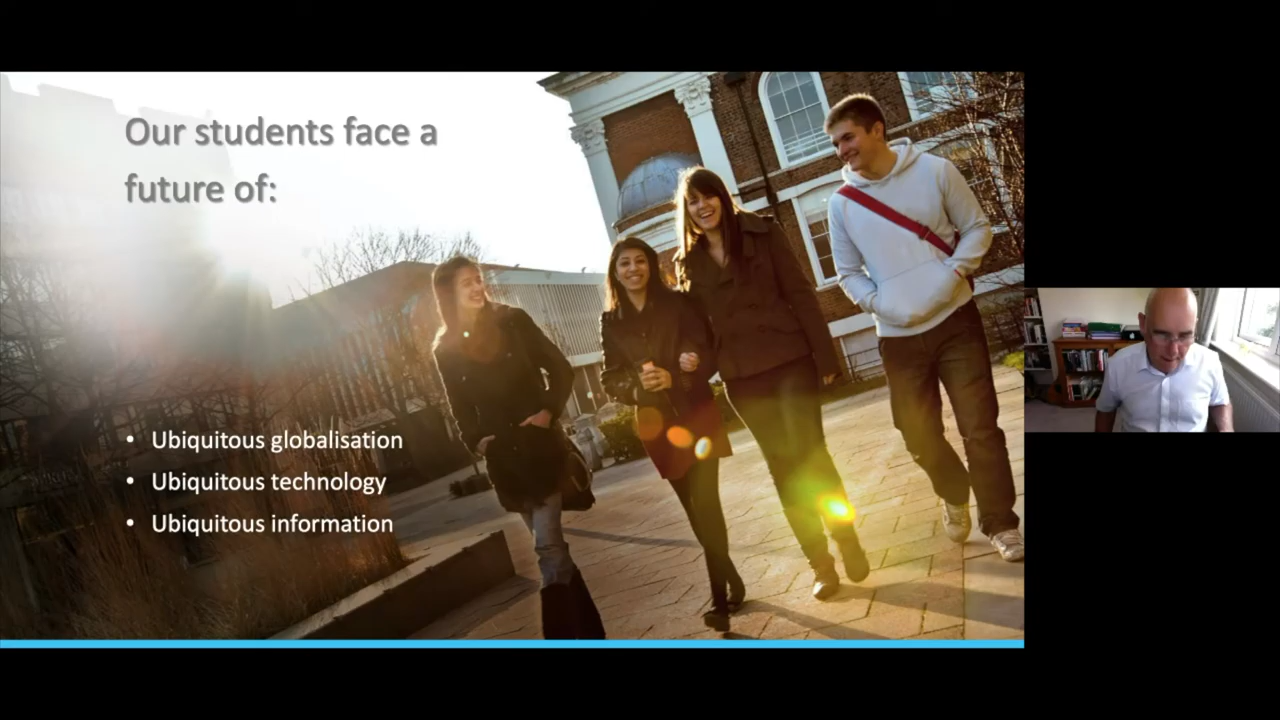 Our students face a
future of:
• Ubiquitous globalisation
• Ubiquitous technology
• Ubiquitous information